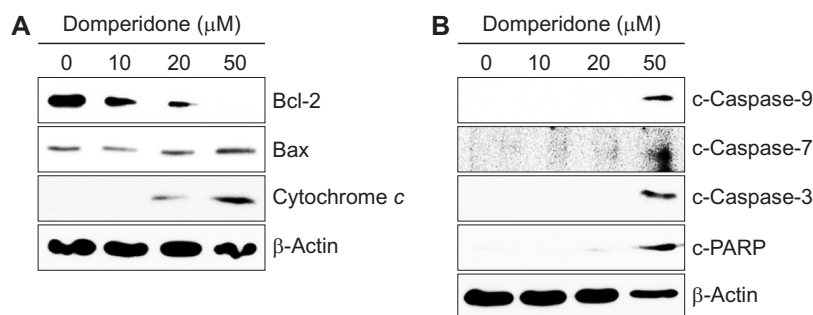 A
Domperidone (μM)
0 10 20 50
Bcl-2
Bax
Cytochrome c
β-Actin
B
Domperidone (μM)
0 10 20 50
c-Caspase-9
c-Caspase-7
c-Caspase-3
c-PARP
β-Actin